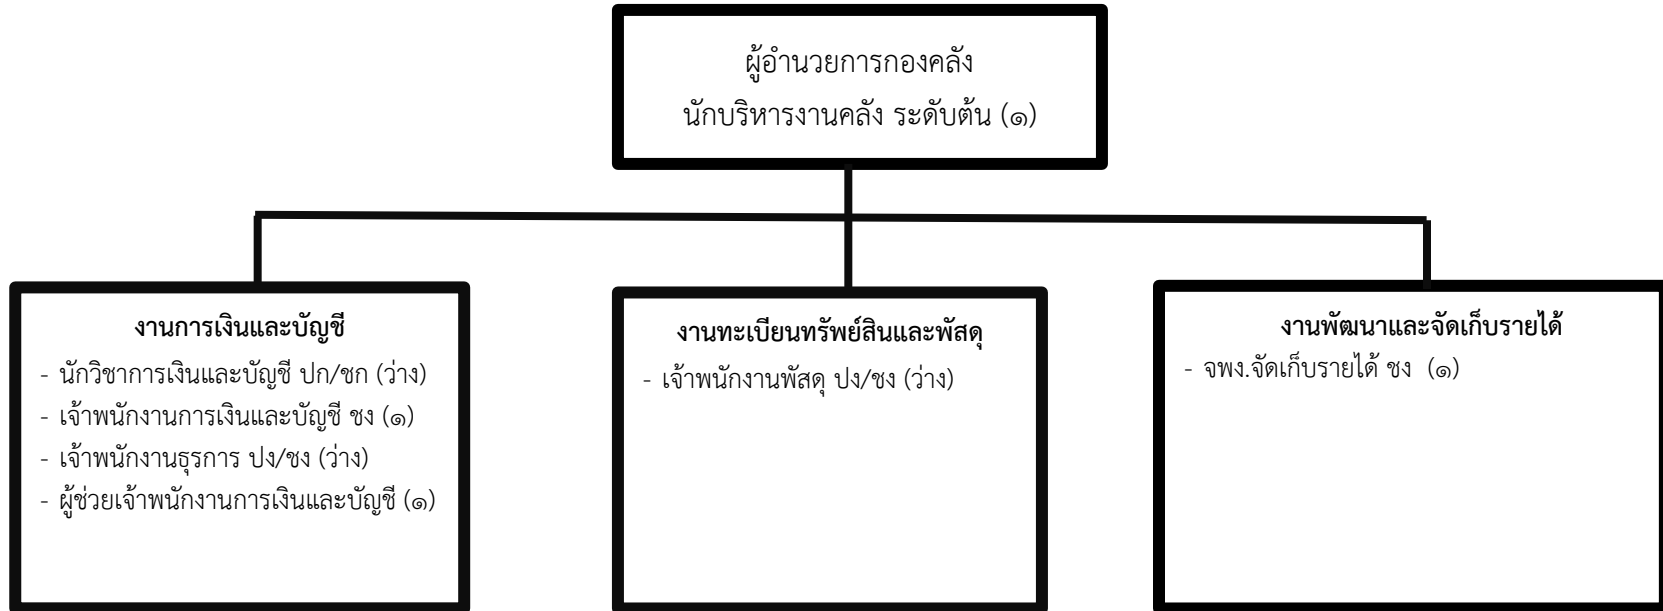 ผู้อำนวยการกองคลัง
นักบริหารงานคลัง ระดับต้น (๑)
งานการเงินและบัญชี
- นักวิชาการเงินและบัญชี ปก/ชก (ว่าง)
- เจ้าพนักงานการเงินและบัญชี ชง (๑)
- เจ้าพนักงานธุรการ ปง/ชง (ว่าง)
- ผู้ช่วยเจ้าพนักงานการเงินและบัญชี (๑)
งานทะเบียนทรัพย์สินและพัสดุ
- เจ้าพนักงานพัสดุ ปง/ชง (ว่าง)
งานพัฒนาและจัดเก็บรายได้
- จพง.จัดเก็บรายได้ ชง (๑)